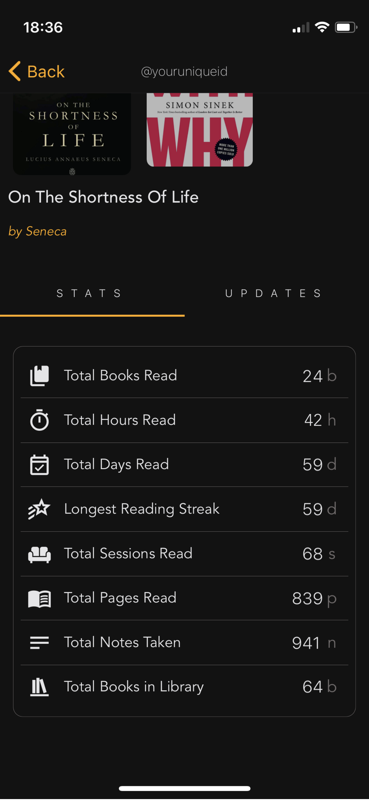 18:36
Back
@youruniqueid
ON THE
SHORTNESS
OF
LIFE
LUCIUS ANNAEUS SENECA
SIMON SINEK
WHY
On The Shortness Of Life
by Seneca
STATS
UPDATES
Total Books Read 24 b
Total Hours Read 42 h
Total Days Read 59 d
Longest Reading Streak 59 d
Total Sessions Read 68 s
Total Pages Read 839 p
Total Notes Taken 941 n
Total Books in Library 64 b